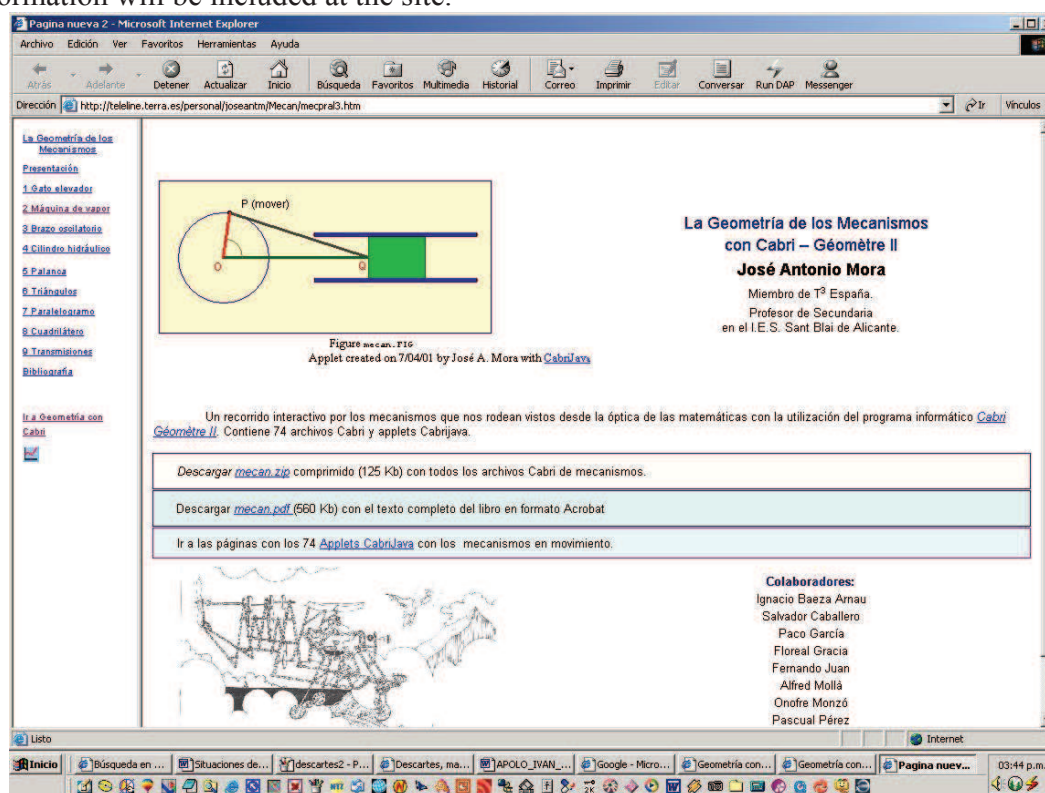 ormation will be included at the site.
Pagina nueva 2 - Microsoft Internet Explorer
Archivo Edición Ver Favoritos Herramientas Ayuda
Atrás Adelante Detener Actualizar Inicio Búsqueda Favoritos Multimedia Historial Correo Imprimir Editar Conversar Run DAP Messenger
Dirección http://teleline.terra.es/personal/joseantm/Mecan/mecpral3.htm Ir Vínculos
La Geometría de los
Mecanismos
Presentación
1 Gato elevador
2 Máquina de vapor
3 Brazo oscilatorio
4 Cilindro hidráulico
5 Palanca
6 Triángulos
7 Paralelogramo
8 Cuadrilátero
9 Transmisiones
Bibliografía
Ir a Geometría con
Cabri
P (mover)
O
Q
Figure mecan.FIG
Applet created on 7/04/01 by José A. Mora with CabriJava
La Geometría de los Mecanismos
con Cabri – Géomètre II
José Antonio Mora
Miembro de T3 España.
Profesor de Secundaria
en el I.E.S. Sant Blai de Alicante.
Un recorrido interactivo por los mecanismos que nos rodean vistos desde la óptica de las matemáticas con la utilización del programa informático Cabri
Géomètre II. Contiene 74 archivos Cabri y applets Cabrijava.
Descargar mecan.zip comprimido (125 Kb) con todos los archivos Cabri de mecanismos.
Descargar mecan.pdf (560 Kb) con el texto completo del libro en formato Acrobat
Ir a las páginas con los 74 Applets CabriJava con los mecanismos en movimiento.
Colaboradores:
Ignacio Baeza Arnau
Salvador Caballero
Paco García
Floreal Gracia
Fernando Juan
Alfred Mollà
Onofre Monzó
Pascual Pérez
Listo Internet
Inicio Búsqueda en ... Situaciones de... descartes2 - P... Descartes, ma... APOLO_IVAN_... Google - Micro... Geometría con... Geometría con... Pagina nuev... 03:44 p.m.